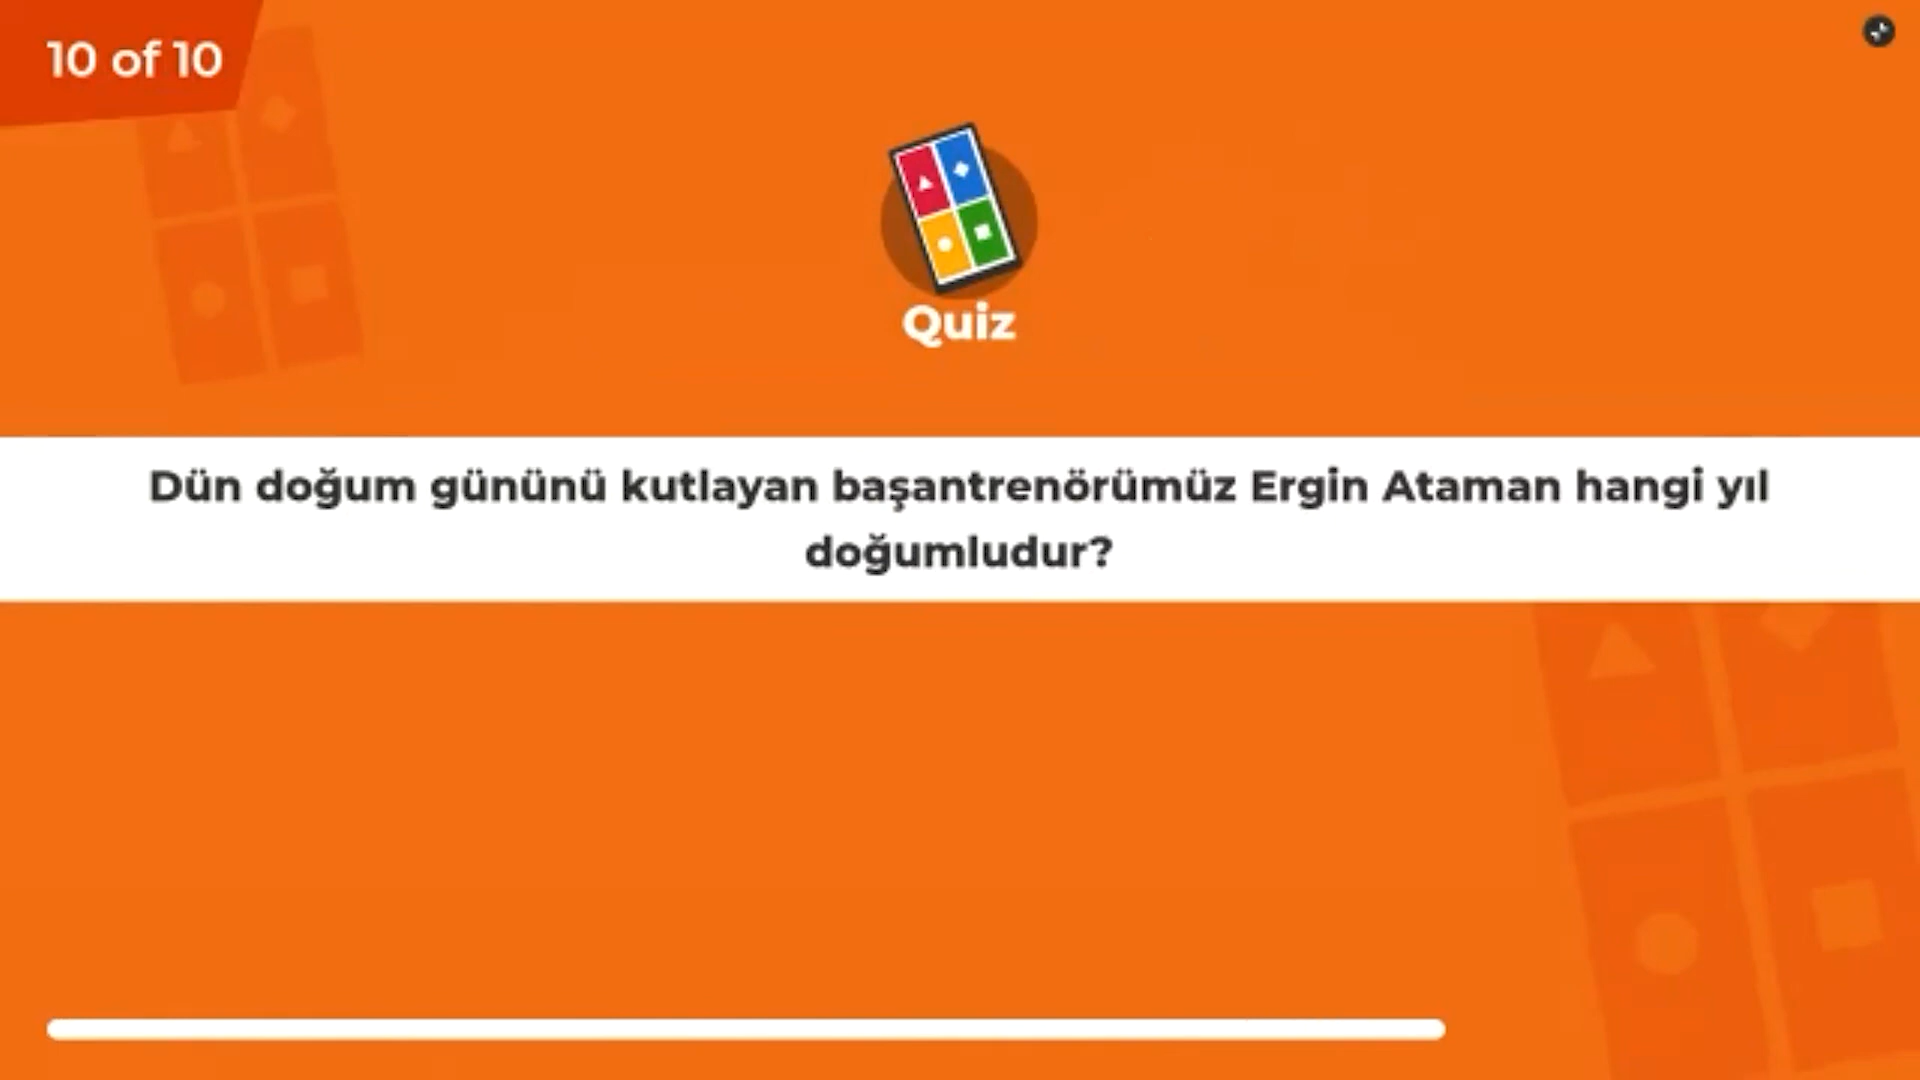 10 of 10
Quiz
Dün doğum gününü kutlayan başantrenörümüz Ergin Ataman hangi yıl
doğumludur?